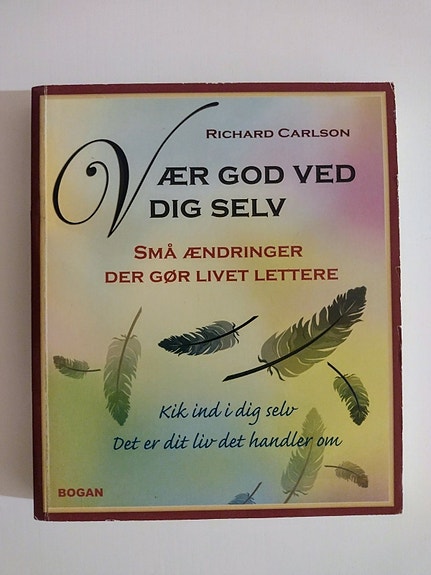 RICHARD CARLSON
VÆR GOD VED
DIG SELV
SMÅ ÆNDRINGER
DER GØR LIVET LETTERE
Kik ind i dig selv
Det er dit liv det handler om
BOGAN